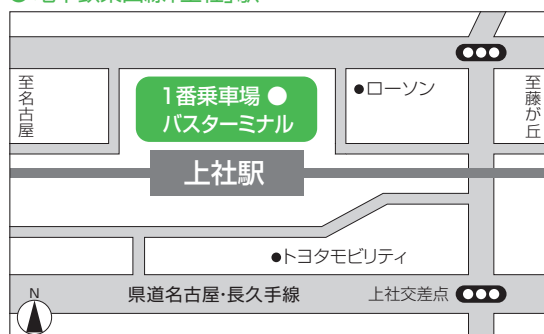 至名古屋
1番乗車場 ●
バスターミナル
●ローソン
至藤が丘
上社駅
●トヨタモビリティ
N
県道名古屋・長久手線
上社交差点